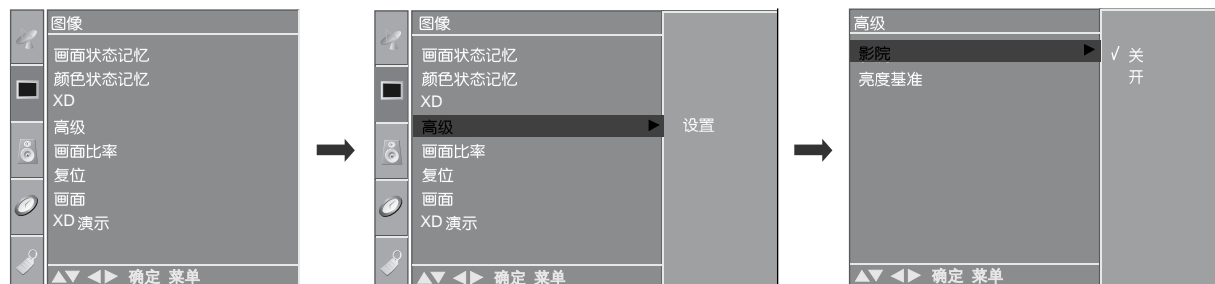 图像
画面状态记忆
颜色状态记忆
XD
高级
画面比率
复位
画面
XD 演示
▲▼ ◀▶ 确定 菜单
图像
画面状态记忆
颜色状态记忆
XD
高级 ▶
设置
画面比率
复位
画面
XD 演示
▲▼ ◀▶ 确定 菜单
高级
影院 ▶
√ 关
开
亮度基准
▲▼ ◀▶ 确定 菜单